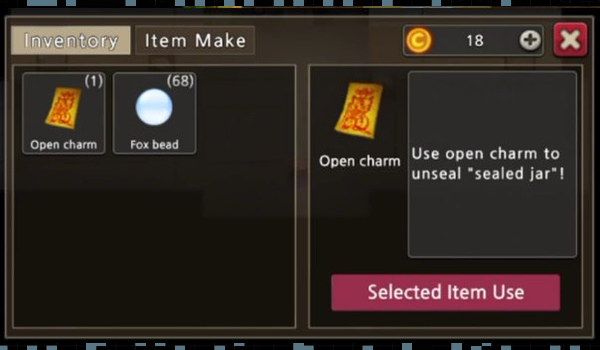 Inventory
Item Make
C
18
(1)
Open charm
(68)
Fox bead
Open charm
Use open charm to
unseal "sealed jar"!
Selected Item Use